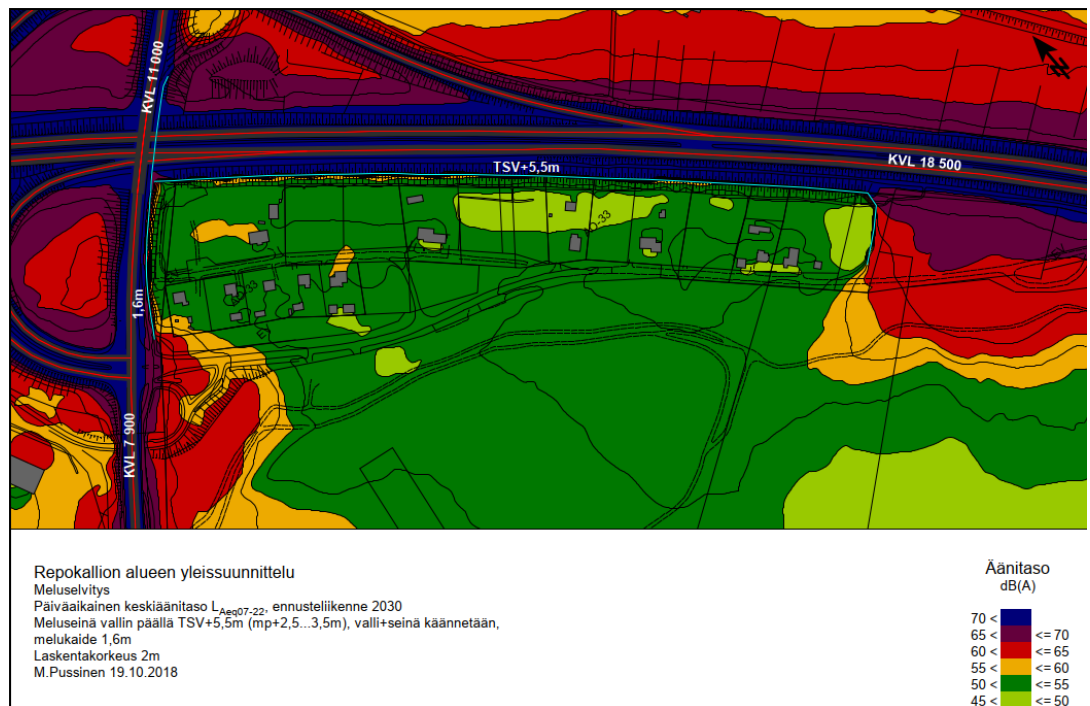 KVL 11 000
N
KVL 18 500
TSV+5,5m
AO-33
1,6m
KVL 7 900
Repokallion alueen yleissuunnittelu
Meluselvitys
Päiväaikainen keskiäänitaso LAeq07-22, ennusteliikenne 2030
Meluseinä vallin päällä TSV+5,5m (mp+2,5...3,5m), valli+seinä käännetään,
melukaide 1,6m
Laskentakorkeus 2m
M.Pussinen 19.10.2018
Äänitaso
dB(A)
70 <
65 < <= 70
60 < <= 65
55 < <= 60
50 < <= 55
45 < <= 50